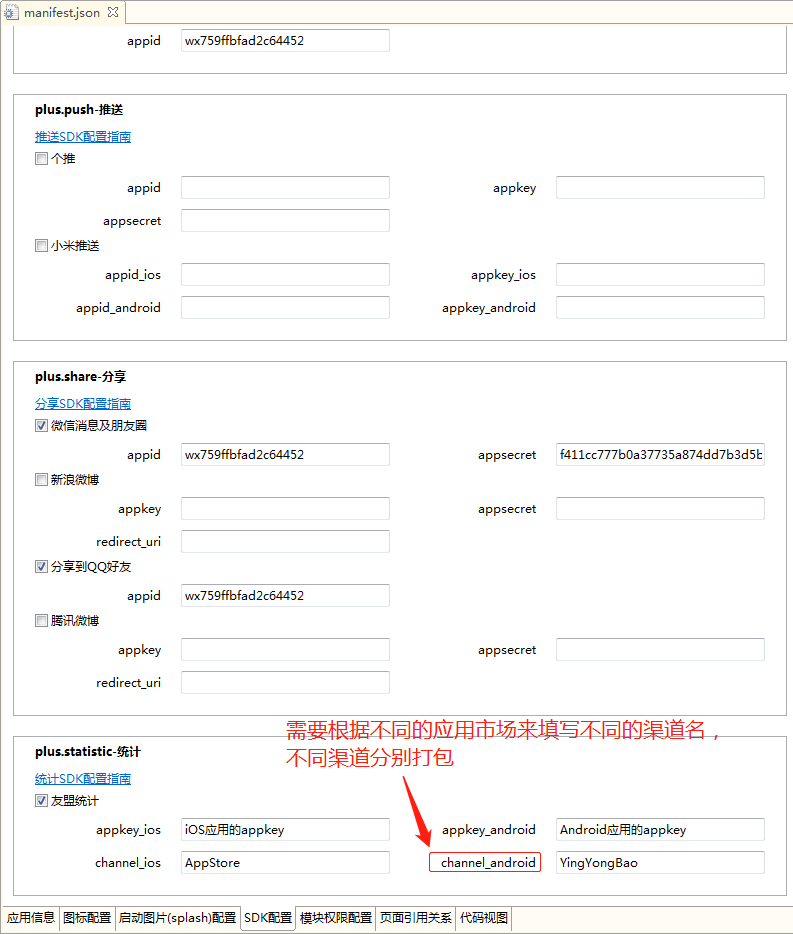 manifest.json
appid wx759ffbfad2c64452
plus.push-推送
推送SDK配置指南
个推
appid appkey
appsecret
小米推送
appid_ios appkey_ios
appid_android appkey_android
plus.share-分享
分享SDK配置指南
微信消息及朋友圈
appid wx759ffbfad2c64452 appsecret f411cc777b0a37735a874dd7b3d5b
新浪微博
appkey appsecret
redirect_uri
分享到QQ好友
appid wx759ffbfad2c64452
腾讯微博
appkey appsecret
redirect_uri
需要根据不同的应用市场来填写不同的渠道名，
不同渠道分别打包
plus.statistic-统计
统计SDK配置指南
友盟统计
appkey_ios iOS应用的appkey appkey_android Android应用的appkey
channel_ios AppStore channel_android YingYongBao
应用信息 图标配置 启动图片(splash)配置 SDK配置 模块权限配置 页面引用关系 代码视图